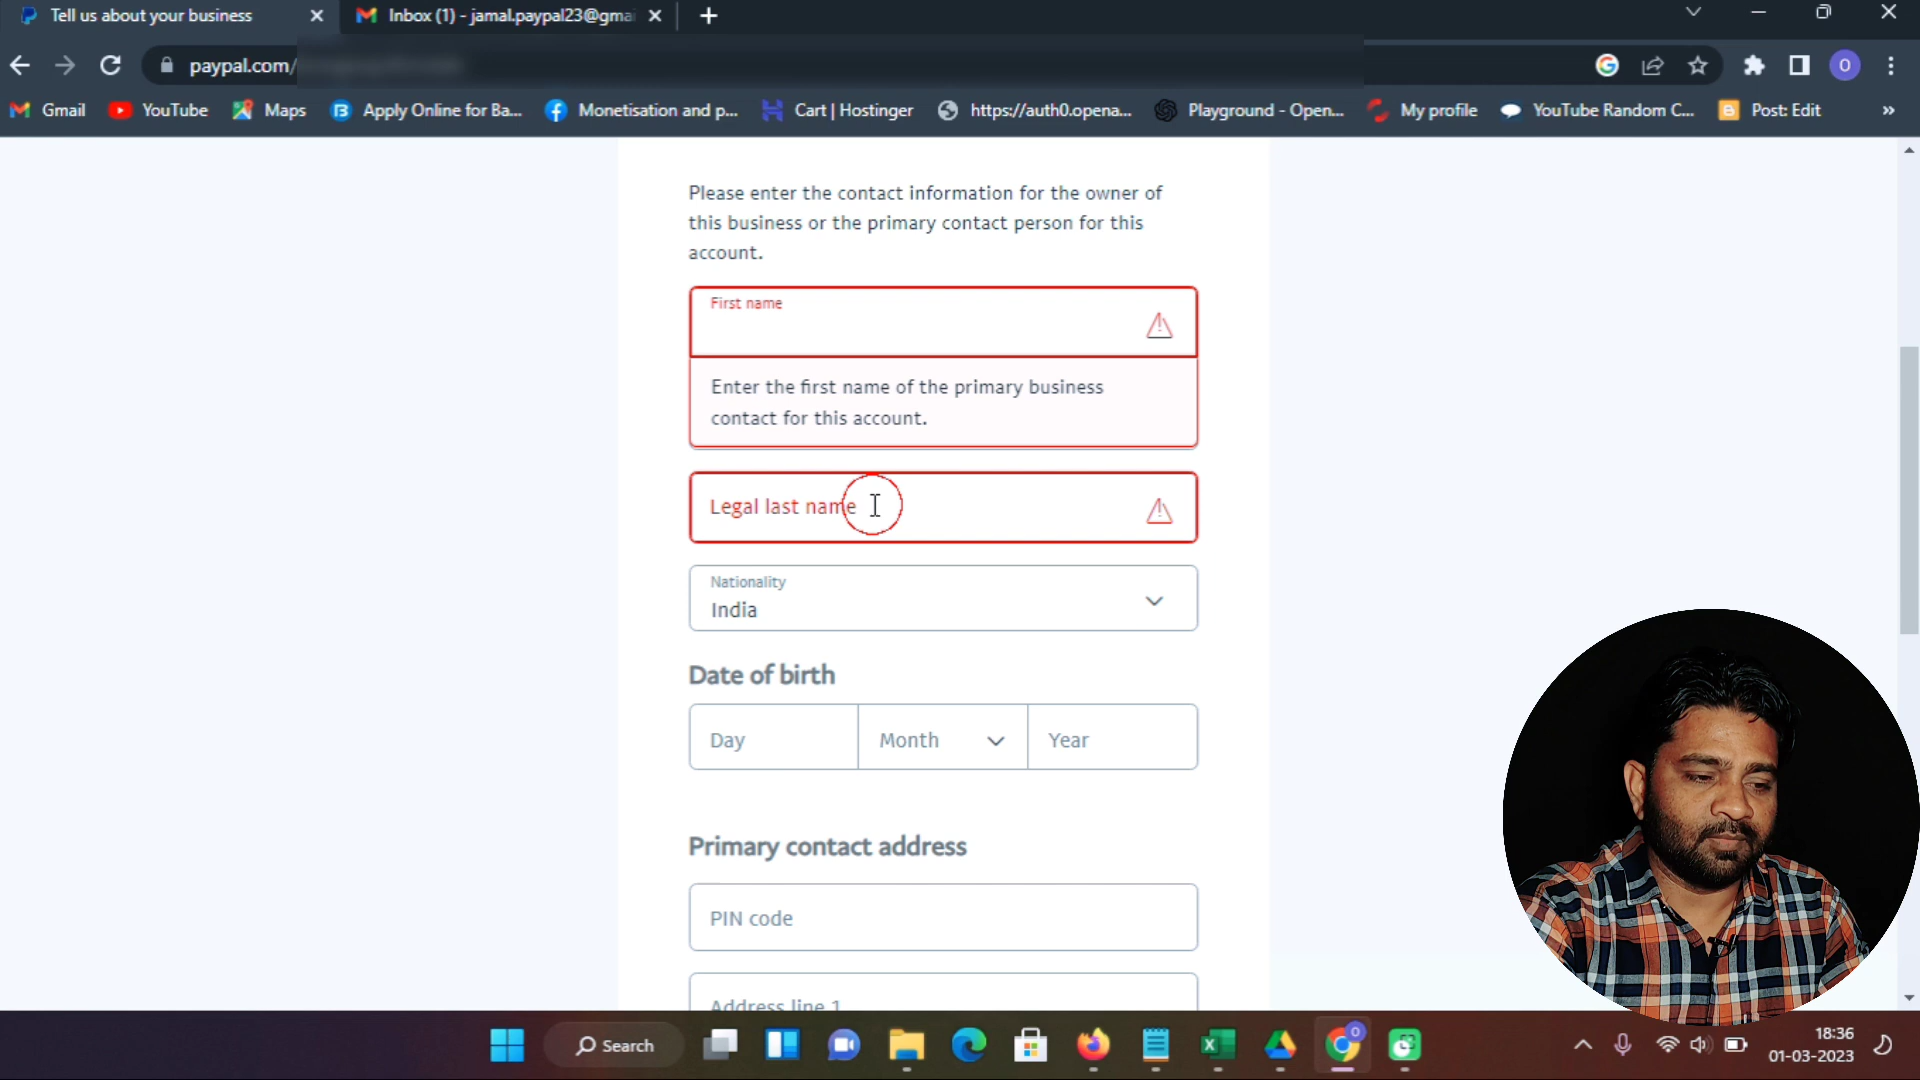 Tell us about your business
Inbox (1) - jamal.paypal23@gmai
paypal.com/
O
Gmail
YouTube
Maps
Apply Online for Ba...
Monetisation and p...
Cart | Hostinger
https://auth0.opena...
Playground - Open...
My profile
YouTube Random C...
Post: Edit
»
Please enter the contact information for the owner of
this business or the primary contact person for this
account.
First name
Enter the first name of the primary business
contact for this account.
Legal last name
Nationality
India
Date of birth
Day
Month
Year
Primary contact address
PIN code
Address line 1
Search
18:36
01-03-2023